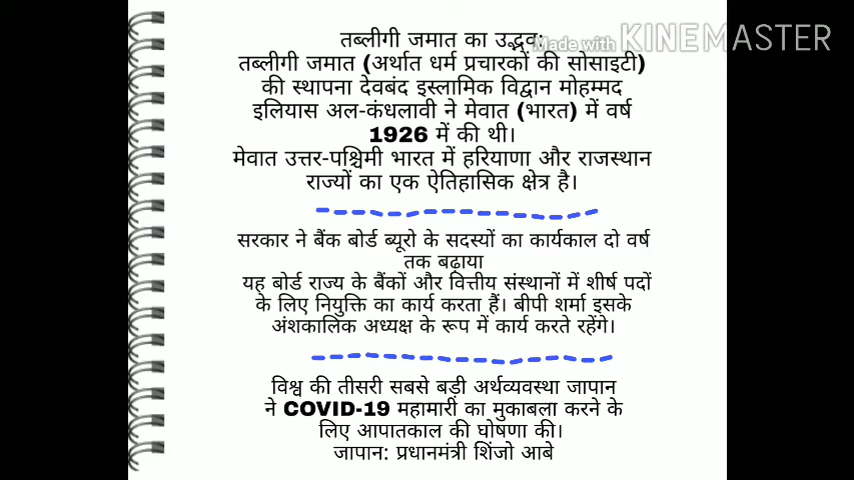 तब्लीगी जमात का उद्भव:
Made with KINEMASTER
तब्लीगी जमात (अर्थात धर्म प्रचारकों की सोसाइटी)
की स्थापना देवबंद इस्लामिक विद्वान मोहम्मद
इलियास अल-कंधलावी ने मेवात (भारत) में वर्ष
1926 में की थी।
मेवात उत्तर-पश्चिमी भारत में हरियाणा और राजस्थान
राज्यों का एक ऐतिहासिक क्षेत्र है।
सरकार ने बैंक बोर्ड ब्यूरो के सदस्यों का कार्यकाल दो वर्ष
तक बढ़ाया
यह बोर्ड राज्य के बैंकों और वित्तीय संस्थानों में शीर्ष पदों
के लिए नियुक्ति का कार्य करता हैं। बीपी शर्मा इसके
अंशकालिक अध्यक्ष के रूप में कार्य करते रहेंगे।
विश्व की तीसरी सबसे बड़ी अर्थव्यवस्था जापान
ने COVID-19 महामारी का मुकाबला करने के
लिए आपातकाल की घोषणा की।
जापान: प्रधानमंत्री शिंजो आबे